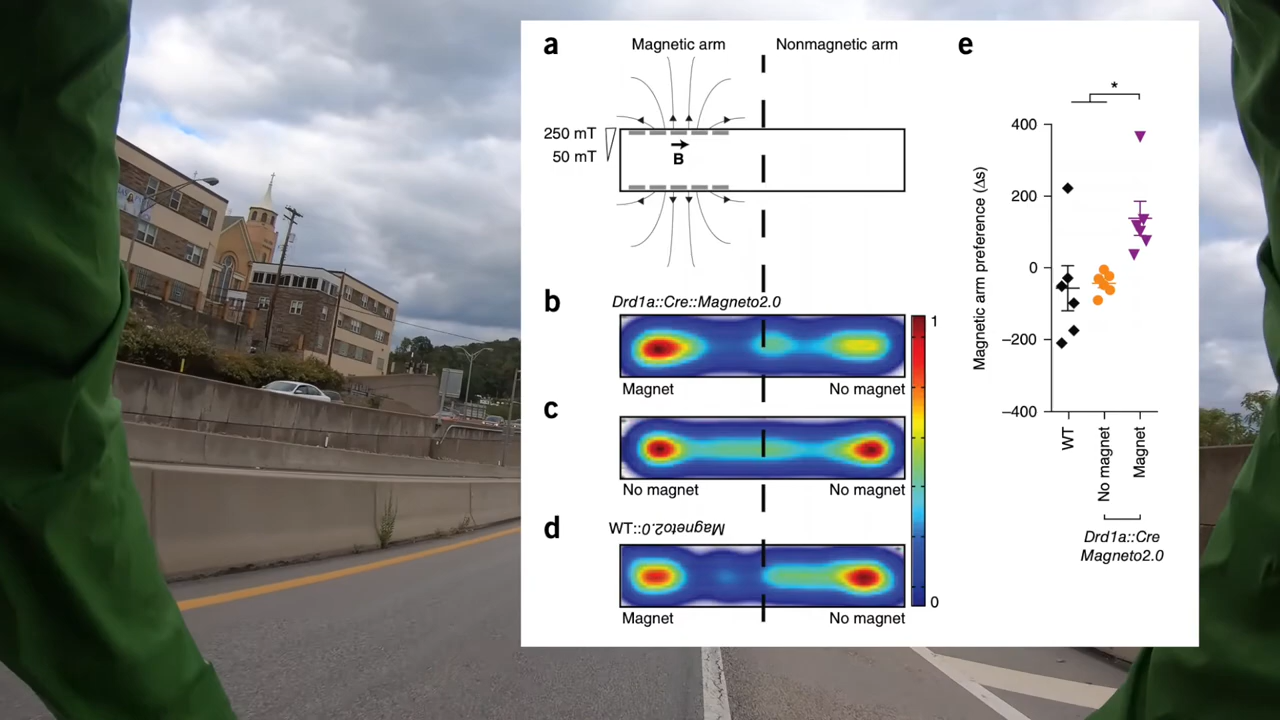 a
Magnetic arm
Nonmagnetic arm
250 mT
50 mT
B
b
Drd1a::Cre::Magneto2.0
Magnet
No magnet
c
No magnet
No magnet
d
WT::Magneto2.0
Magnet
No magnet
1
0
e
*
Magnetic arm preference (Δs)
400
200
0
−200
−400
WT
No magnet
Magnet
Drd1a::Cre
Magneto2.0